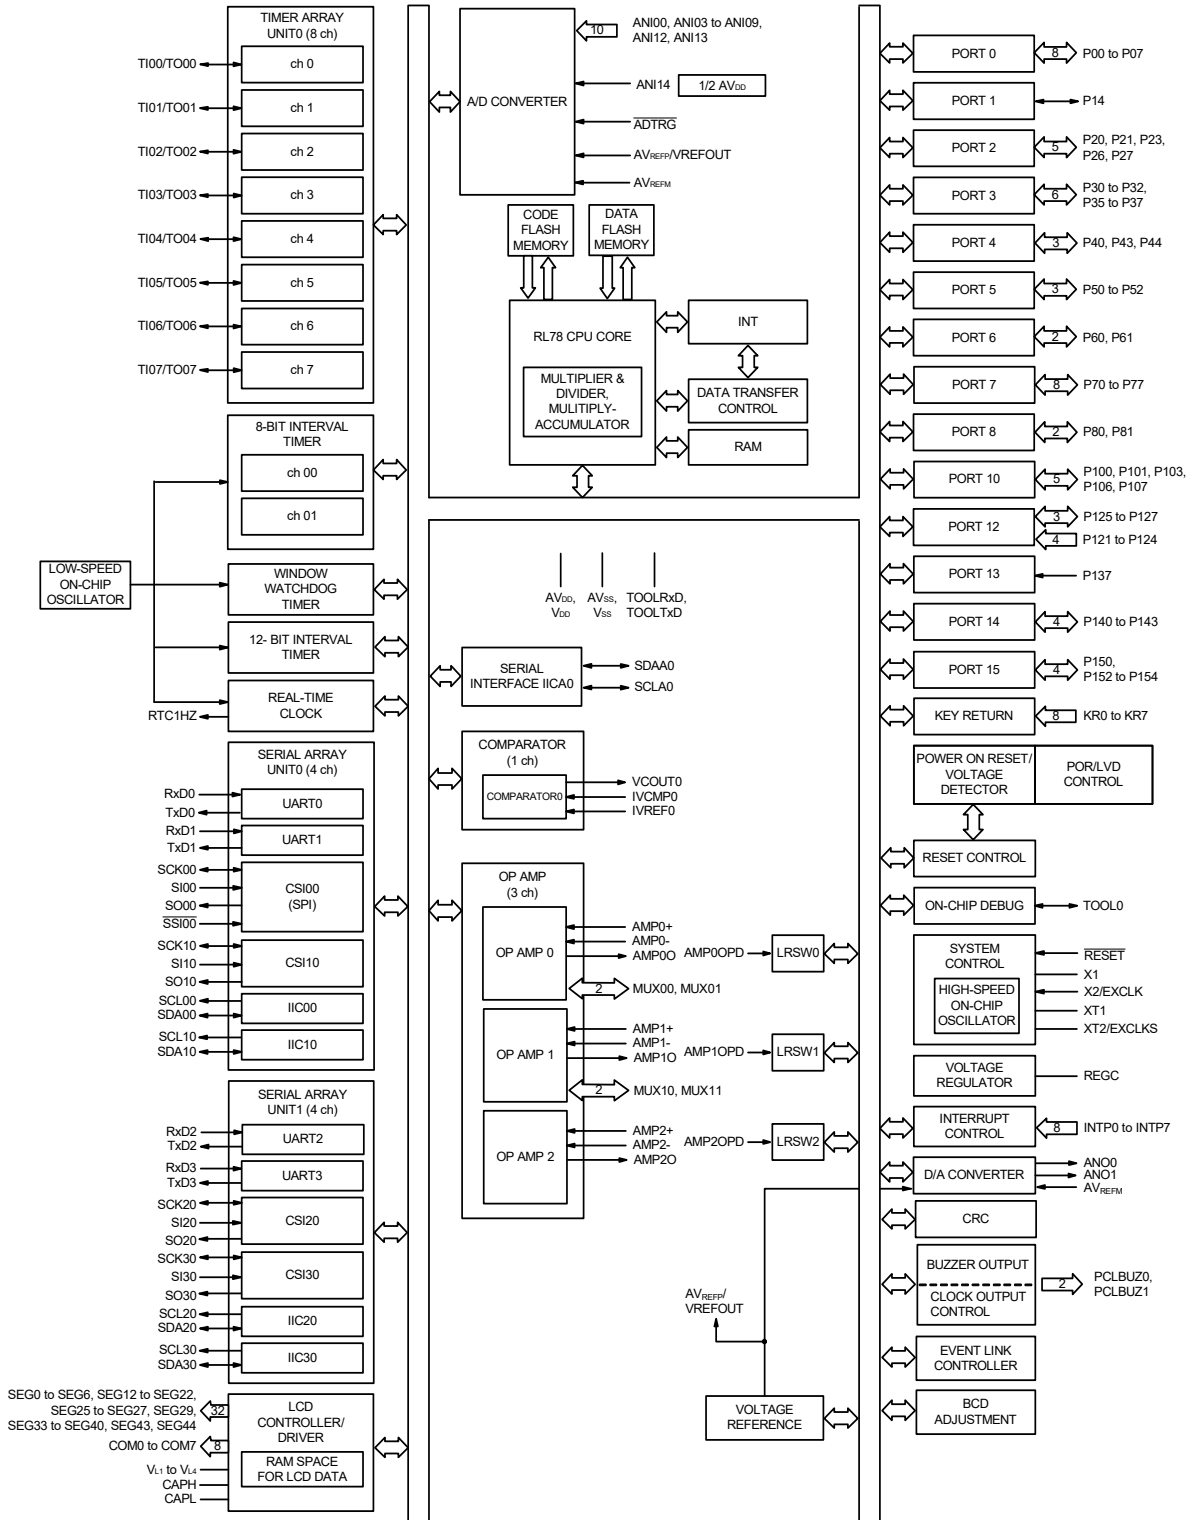 TIMER ARRAY
UNIT0 (8 ch)
TI00/TO00
ch 0
TI01/TO01
ch 1
TI02/TO02
ch 2
TI03/TO03
ch 3
TI04/TO04
ch 4
TI05/TO05
ch 5
TI06/TO06
ch 6
TI07/TO07
ch 7
8-BIT INTERVAL
TIMER
ch 00
ch 01
LOW-SPEED
ON-CHIP
OSCILLATOR
WINDOW
WATCHDOG
TIMER
12- BIT INTERVAL
TIMER
REAL-TIME
CLOCK
RTC1HZ
SERIAL ARRAY
UNIT0 (4 ch)
RxD0
TxD0
UART0
RxD1
TxD1
UART1
SCK00
SI00
SO00
SSI00
CSI00
(SPI)
SCK10
SI10
SO10
CSI10
SCL00
SDA00
IIC00
SCL10
SDA10
IIC10
SERIAL ARRAY
UNIT1 (4 ch)
RxD2
TxD2
UART2
RxD3
TxD3
UART3
SCK20
SI20
SO20
CSI20
SCK30
SI30
SO30
CSI30
SCL20
SDA20
IIC20
SCL30
SDA30
IIC30
SEG0 to SEG6, SEG12 to SEG22,
SEG25 to SEG27, SEG29,
SEG33 to SEG40, SEG43, SEG44
32
COM0 to COM7
8
VL1 to VL4
CAPH
CAPL
LCD
CONTROLLER/
DRIVER
RAM SPACE
FOR LCD DATA
A/D CONVERTER
10
ANI00, ANI03 to ANI09,
ANI12, ANI13
ANI14
1/2 AVDD
ADTRG
AVREFP/VREFOUT
AVREFM
CODE
FLASH
MEMORY
DATA
FLASH
MEMORY
RL78 CPU CORE
MULTIPLIER &
DIVIDER,
MULITIPLY-
ACCUMULATOR
INT
DATA TRANSFER
CONTROL
RAM
AVDD,
VDD
AVSS,
VSS
TOOLRxD,
TOOLTxD
SERIAL
INTERFACE IICA0
SDAA0
SCLA0
COMPARATOR
(1 ch)
COMPARATOR0
VCOUT0
IVCMP0
IVREF0
OP AMP
(3 ch)
OP AMP 0
AMP0+
AMP0-
AMP0O
2
MUX00, MUX01
AMP0OPD
LRSW0
OP AMP 1
AMP1+
AMP1-
AMP1O
2
MUX10, MUX11
AMP1OPD
LRSW1
OP AMP 2
AMP2+
AMP2-
AMP2O
AMP2OPD
LRSW2
AVREFP/
VREFOUT
VOLTAGE
REFERENCE
PORT 0
8
P00 to P07
PORT 1
P14
PORT 2
5
P20, P21, P23,
P26, P27
PORT 3
6
P30 to P32,
P35 to P37
PORT 4
3
P40, P43, P44
PORT 5
3
P50 to P52
PORT 6
2
P60, P61
PORT 7
8
P70 to P77
PORT 8
2
P80, P81
PORT 10
5
P100, P101, P103,
P106, P107
PORT 12
3
P125 to P127
4
P121 to P124
PORT 13
P137
PORT 14
4
P140 to P143
PORT 15
4
P150,
P152 to P154
KEY RETURN
8
KR0 to KR7
POWER ON RESET/
VOLTAGE
DETECTOR
POR/LVD
CONTROL
RESET CONTROL
ON-CHIP DEBUG
TOOL0
SYSTEM
CONTROL
HIGH-SPEED
ON-CHIP
OSCILLATOR
RESET
X1
X2/EXCLK
XT1
XT2/EXCLKS
VOLTAGE
REGULATOR
REGC
INTERRUPT
CONTROL
8
INTP0 to INTP7
D/A CONVERTER
ANO0
ANO1
AVREFM
CRC
BUZZER OUTPUT
CLOCK OUTPUT
CONTROL
2
PCLBUZ0,
PCLBUZ1
EVENT LINK
CONTROLLER
BCD
ADJUSTMENT